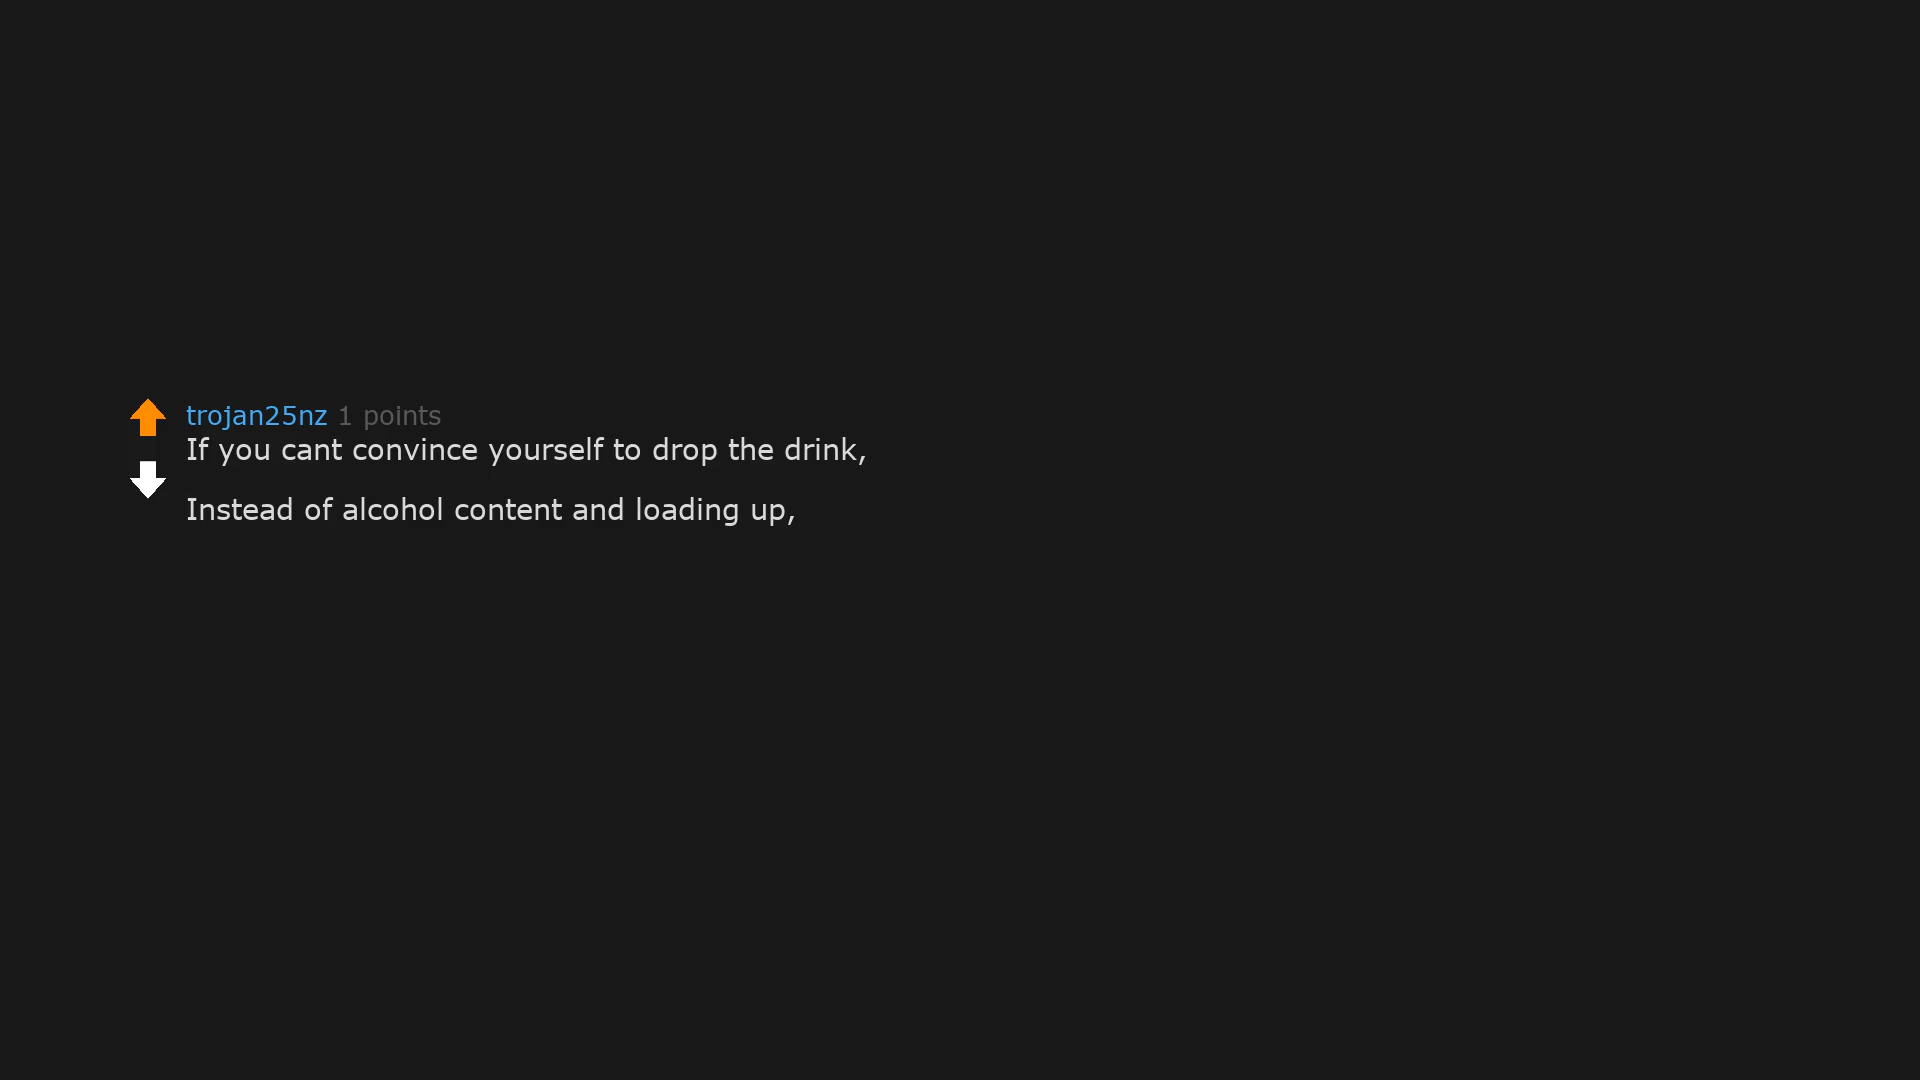 trojan25nz 1 points
If you cant convince yourself to drop the drink,
Instead of alcohol content and loading up,